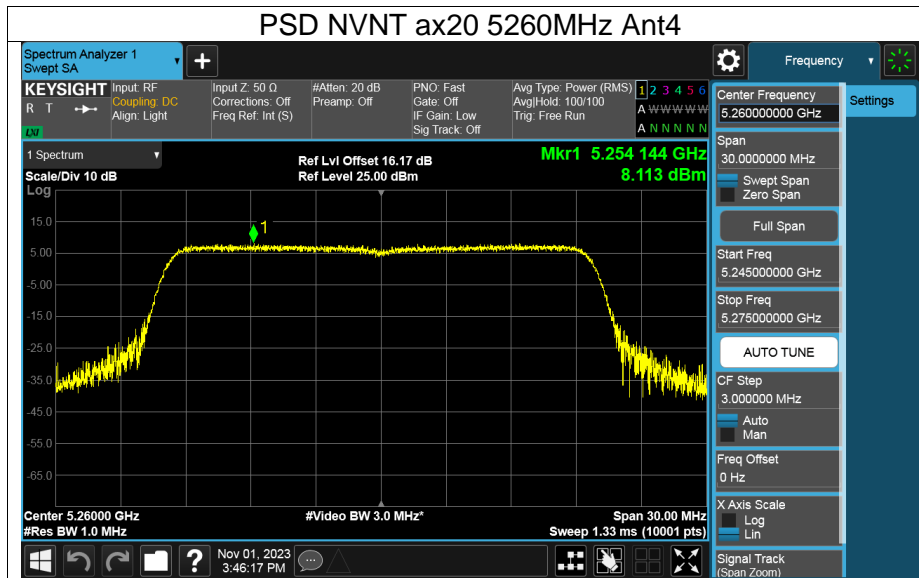 PSD NVNT ax20 5260MHz Ant4
Spectrum Analyzer 1
Swept SA
+
Frequency
KEYSIGHT
R T
LXI
Input: RF
Coupling: DC
Align: Light
Input Z: 50 Ω
Corrections: Off
Freq Ref: Int (S)
#Atten: 20 dB
Preamp: Off
PNO: Fast
Gate: Off
IF Gain: Low
Sig Track: Off
Avg Type: Power (RMS)
Avg|Hold: 100/100
Trig: Free Run
1 2 3 4 5 6
A W W W W W
A N N N N N
1 Spectrum
Scale/Div 10 dB
Ref Lvl Offset 16.17 dB
Ref Level 25.00 dBm
Mkr1 5.254 144 GHz
8.113 dBm
Log
15.0
5.00
-5.00
-15.0
-25.0
-35.0
-45.0
-55.0
-65.0
1
Center 5.26000 GHz
#Res BW 1.0 MHz
#Video BW 3.0 MHz*
Span 30.00 MHz
Sweep 1.33 ms (10001 pts)
Center Frequency
5.260000000 GHz
Settings
Span
30.0000000 MHz
Swept Span
Zero Span
Full Span
Start Freq
5.245000000 GHz
Stop Freq
5.275000000 GHz
AUTO TUNE
CF Step
3.000000 MHz
Auto
Man
Freq Offset
0 Hz
X Axis Scale
Log
Lin
Signal Track
(Span Zoom)
?
Nov 01, 2023
3:46:17 PM